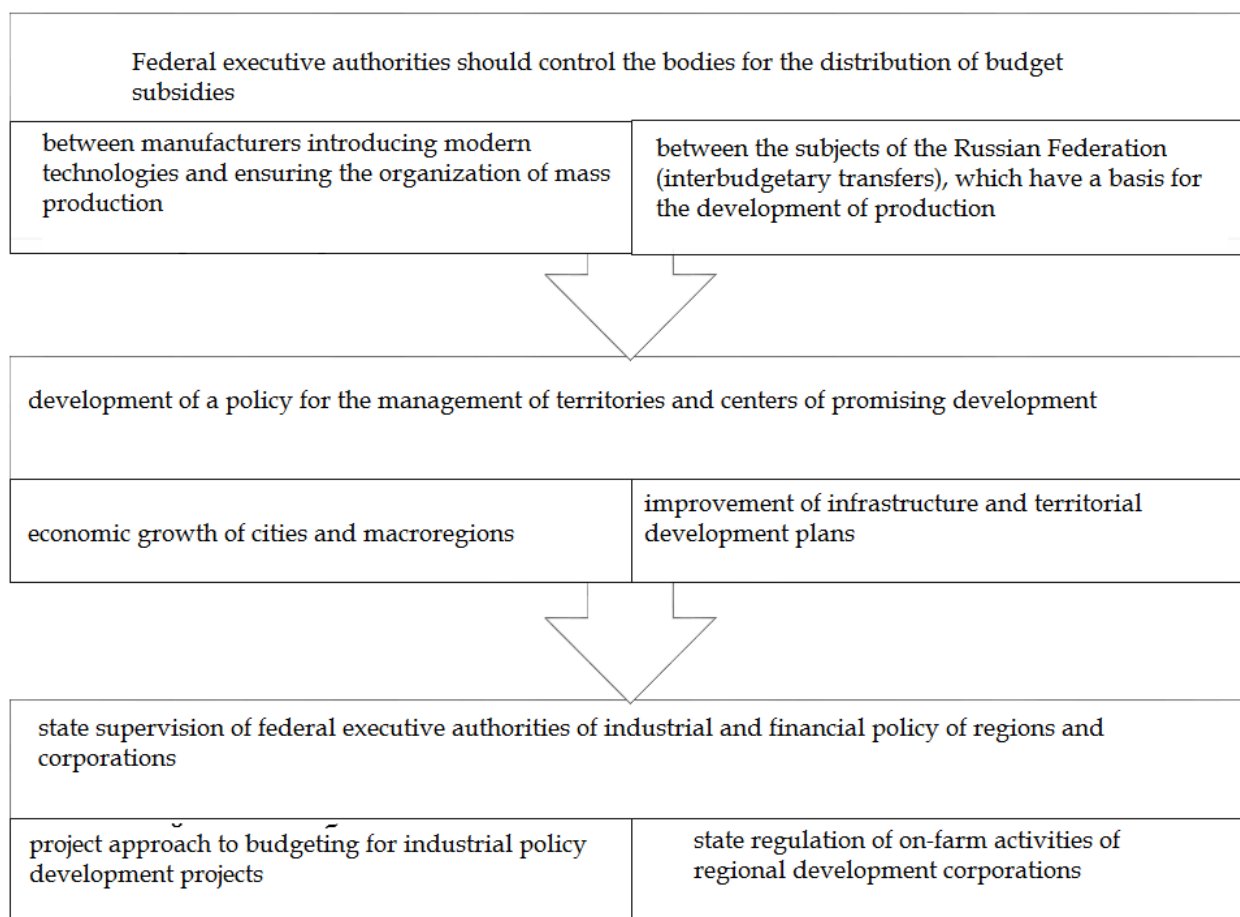 Federal executive authorities should control the bodies for the distribution of budget
subsidies
between manufacturers introducing modern
technologies and ensuring the organization of mass
production
between the subjects of the Russian Federation
(interbudgetary transfers), which have a basis for
the development of production
development of a policy for the management of territories and centers of promising development
economic growth of cities and macroregions
improvement of infrastructure and territorial
development plans
state supervision of federal executive authorities of industrial and financial policy of regions and
corporations
project approach to budgeting for industrial policy
development projects
state regulation of on-farm activities of
regional development corporations